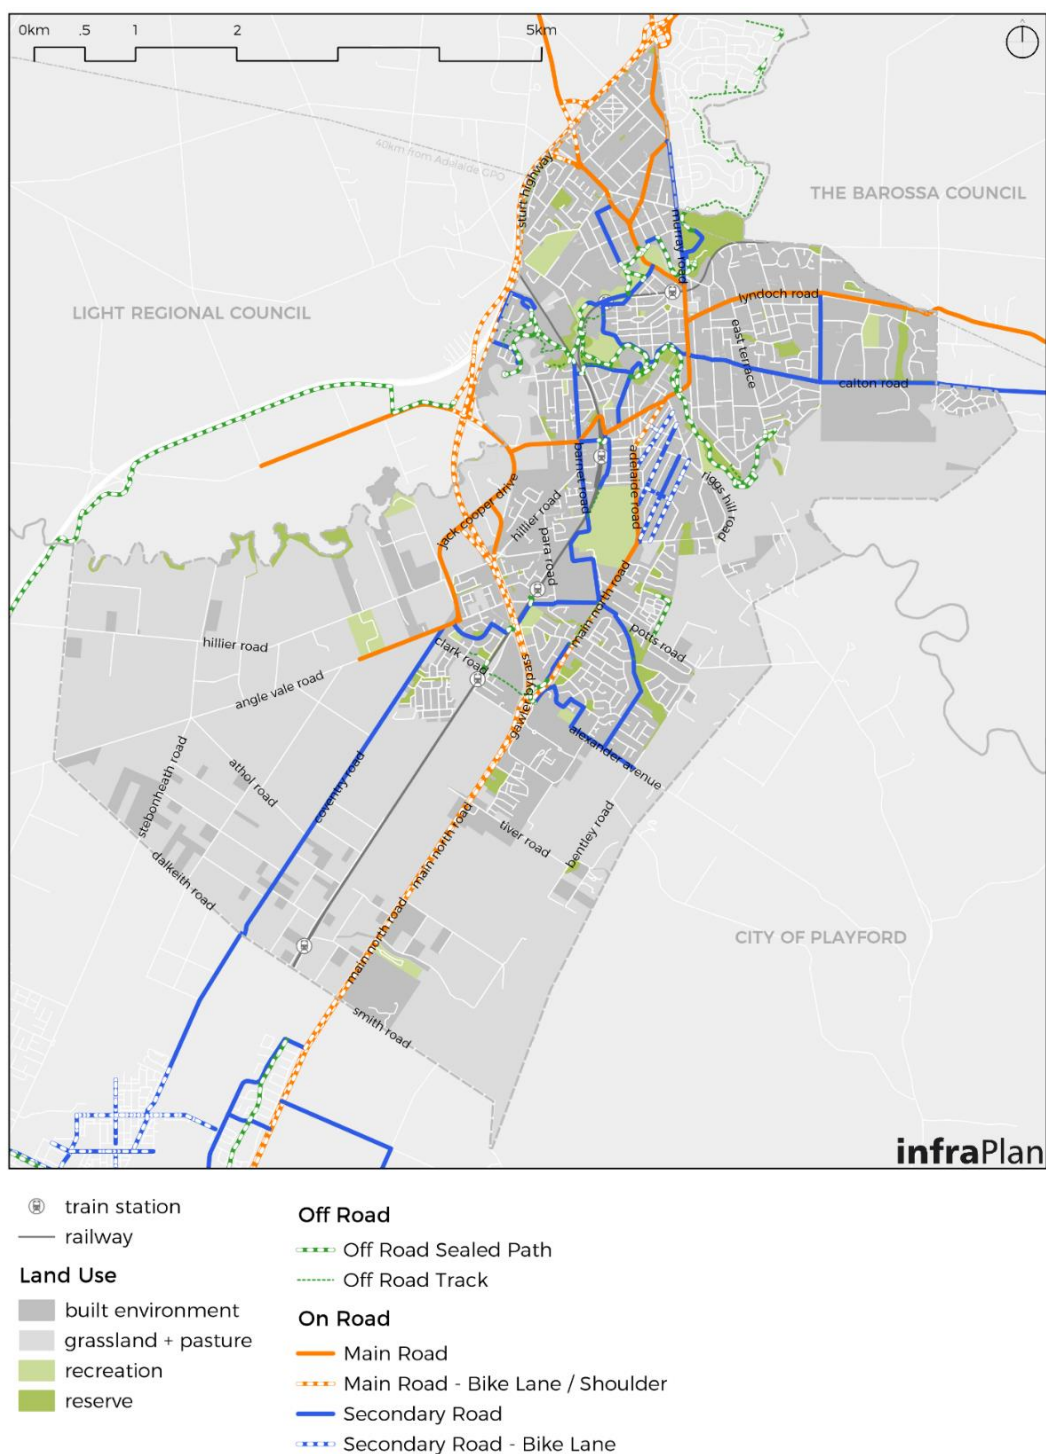 0km .5 1 2 5km
40km from Adelaide GPO
sturt highway
THE BAROSSA COUNCIL
murray road
LIGHT REGIONAL COUNCIL
lyndoch road
east terrace
calton road
barnet road
adelaide road
riggs hill road
jack cooper drive
hillier road
para road
main north road
potts road
hillier road
clark road
angle vale road
gawler bypass
alexander avenue
stebonheath road
athol road
coventry road
main north road
tiver road
bentley road
dalkeith road
main north road
CITY OF PLAYFORD
smith road
infraPlan
train station
railway
Land Use
built environment
grassland + pasture
recreation
reserve
Off Road
Off Road Sealed Path
Off Road Track
On Road
Main Road
Main Road - Bike Lane / Shoulder
Secondary Road
Secondary Road - Bike Lane